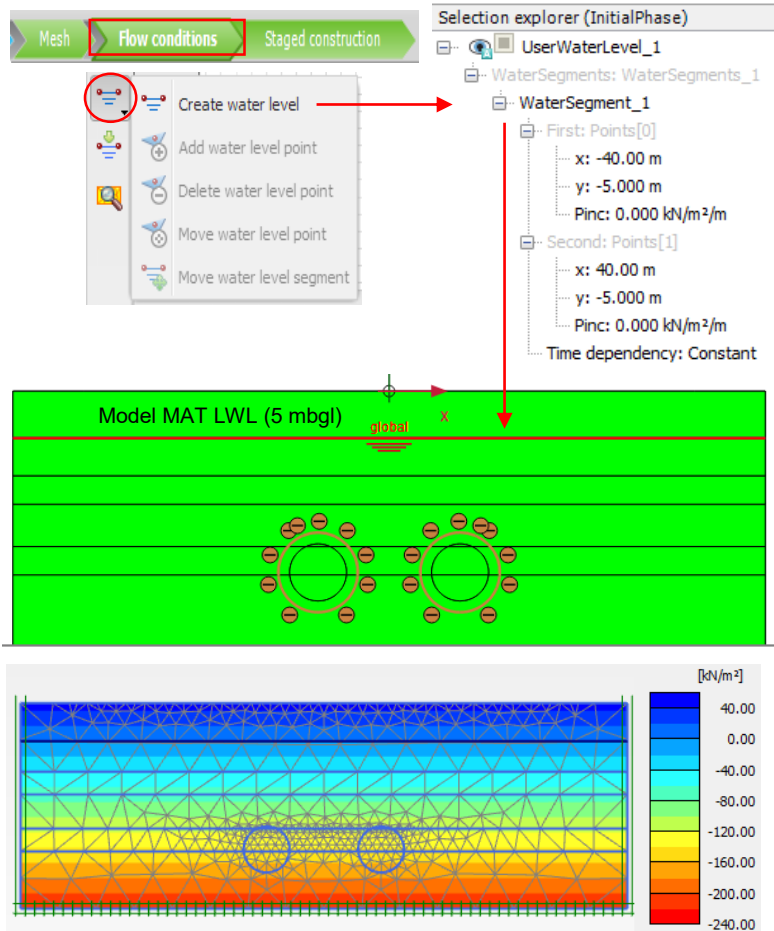 Mesh
Flow conditions
Staged construction
Create water level
Add water level point
Delete water level point
Move water level point
Move water level segment
Selection explorer (InitialPhase)
UserWaterLevel_1
WaterSegments: WaterSegments_1
WaterSegment_1
First: Points[0]
x: -40.00 m
y: -5.000 m
Pinc: 0.000 kN/m²/m
Second: Points[1]
x: 40.00 m
y: -5.000 m
Pinc: 0.000 kN/m²/m
Time dependency: Constant
Model MAT LWL (5 mbgl)
global
x
[kN/m²]
40.00
0.00
-40.00
-80.00
-120.00
-160.00
-200.00
-240.00